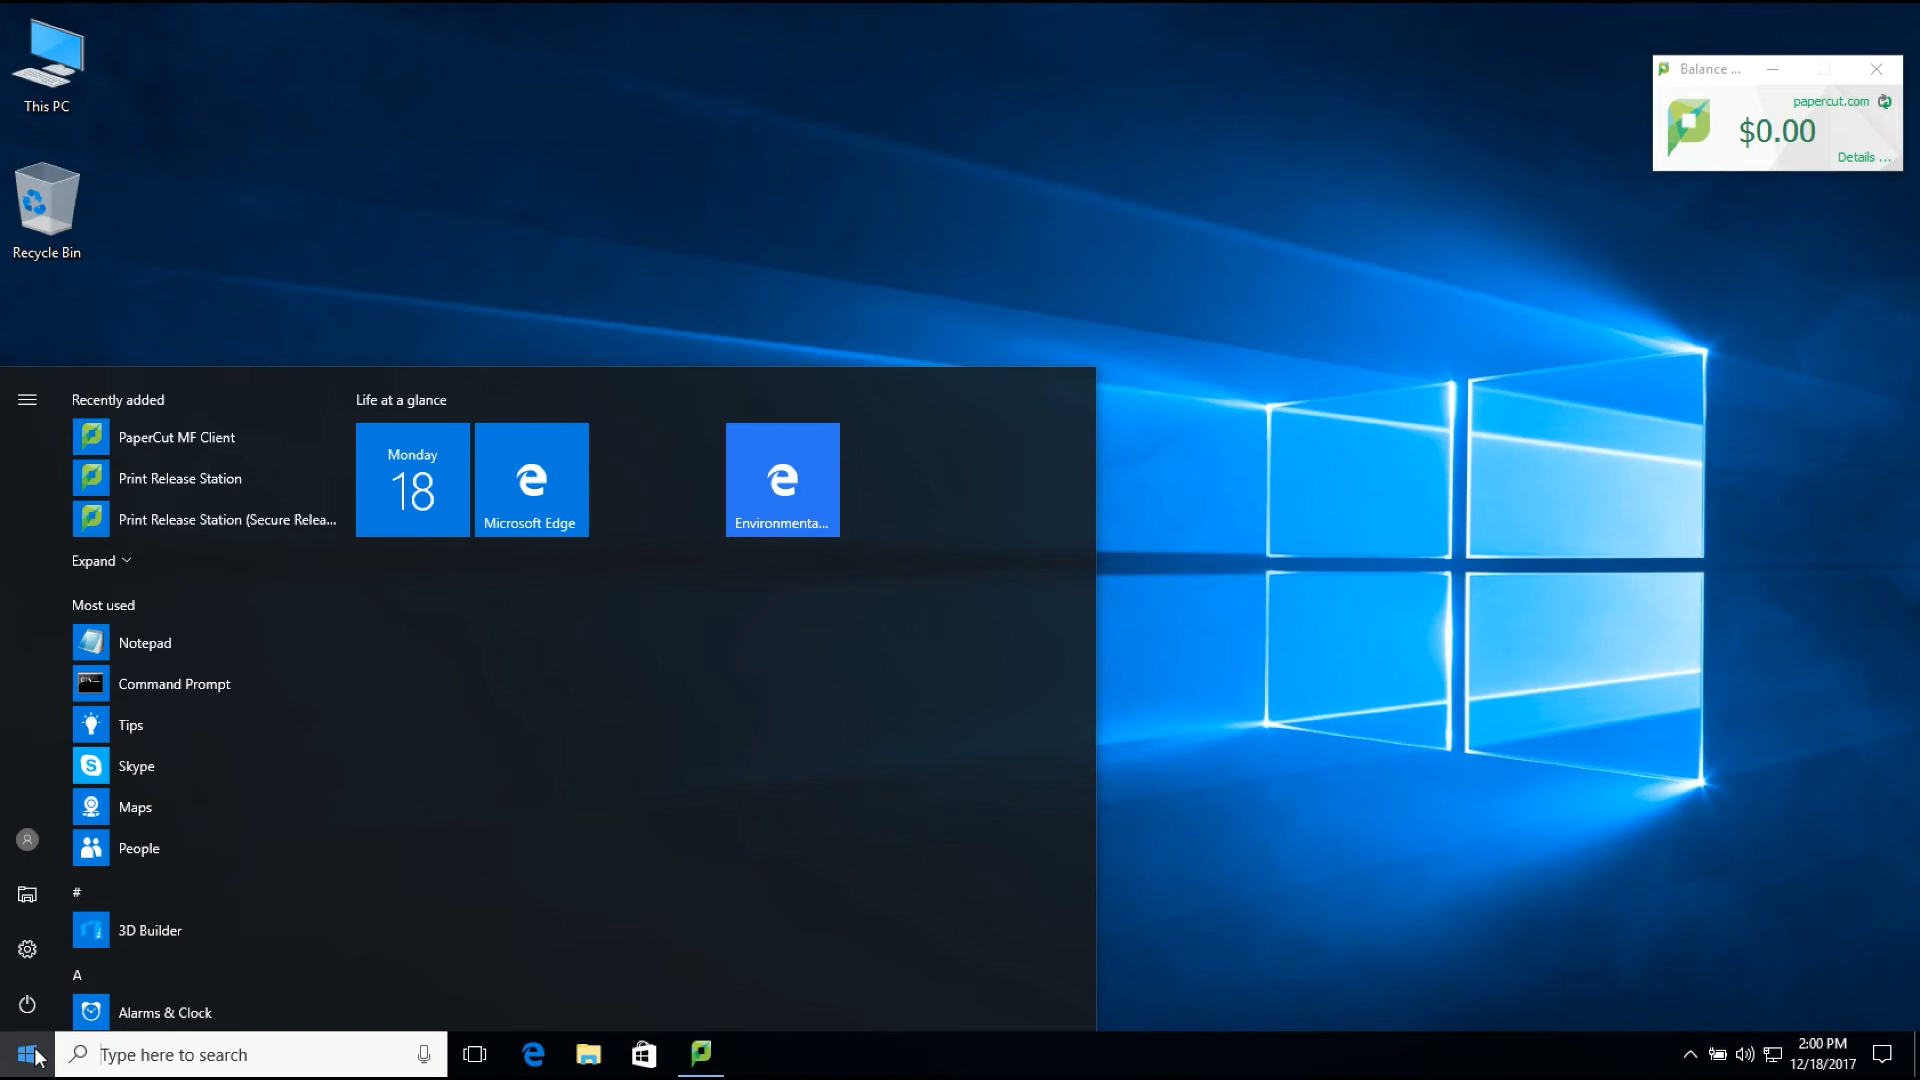 This PC
Recycle Bin
Balance ...
papercut.com
$0.00
Details ...
Recently added
PaperCut MF Client
Print Release Station
Print Release Station (Secure Relea...
Expand
Most used
Notepad
Command Prompt
Tips
Skype
Maps
People
#
3D Builder
A
Alarms & Clock
Life at a glance
Monday
18
Microsoft Edge
Environmenta...
Type here to search
2:00 PM
12/18/2017